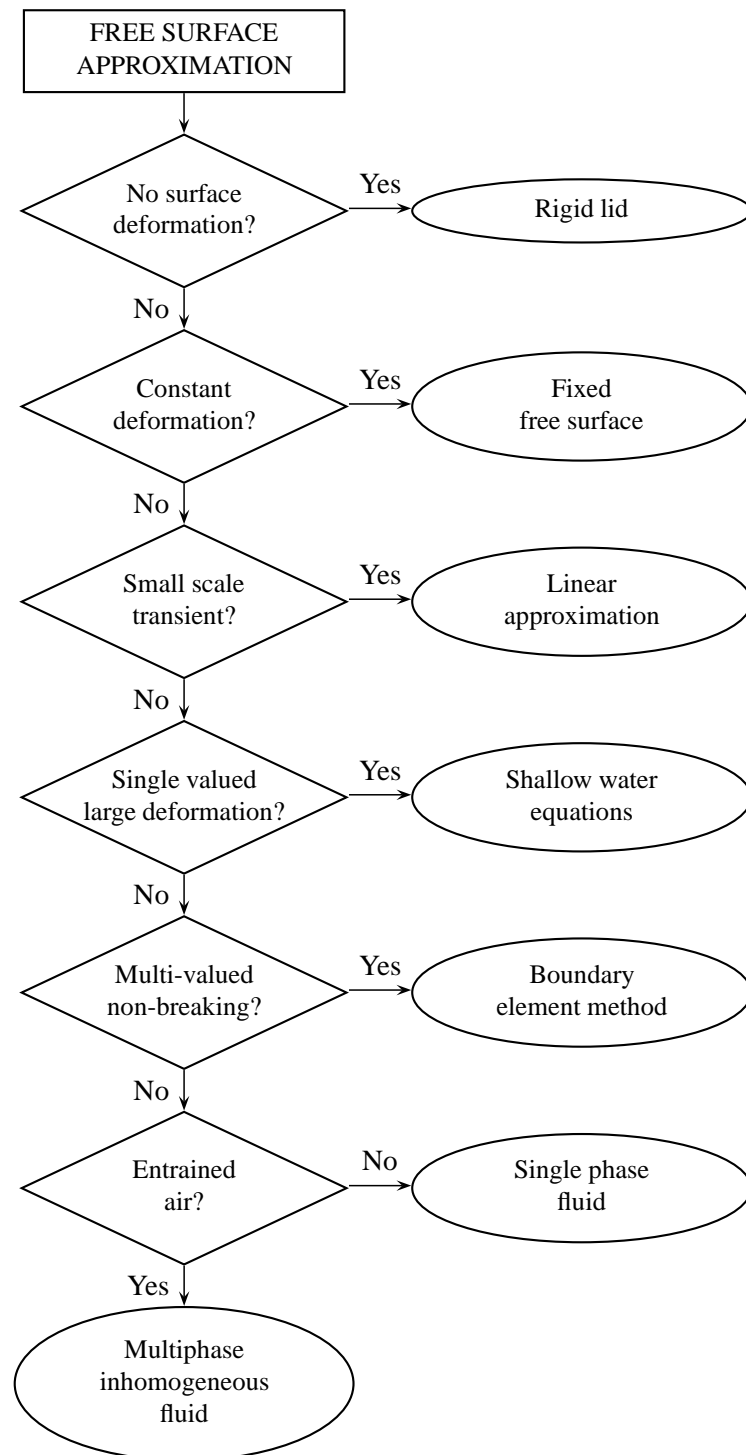 FREE SURFACE
APPROXIMATION
No surface
deformation?
Yes
Rigid lid
No
Constant
deformation?
Yes
Fixed
free surface
No
Small scale
transient?
Yes
Linear
approximation
No
Single valued
large deformation?
Yes
Shallow water
equations
No
Multi-valued
non-breaking?
Yes
Boundary
element method
No
Entrained
air?
No
Single phase
fluid
Yes
Multiphase
inhomogeneous
fluid